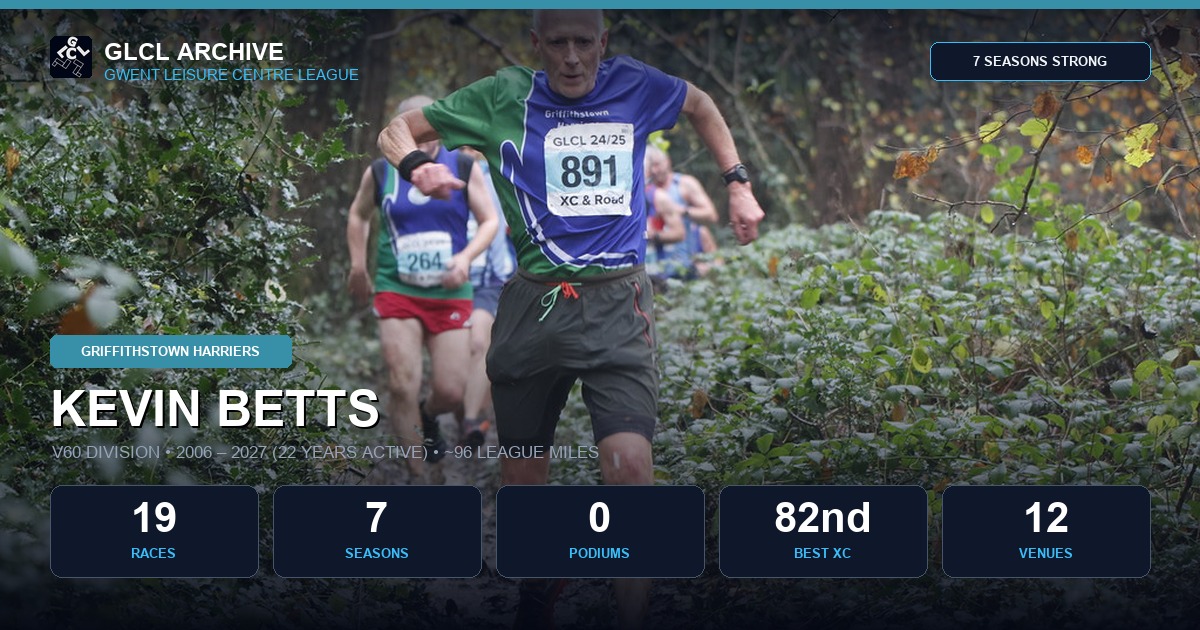 GLCL ARCHIVE
GWENT LEISURE CENTRE LEAGUE
7 SEASONS STRONG
Griffithstown
GLCL 24/25
891
XC & Road
264
GRIFFITHSTOWN HARRIERS
KEVIN BETTS
V60 DIVISION • 2006 – 2027 (22 YEARS ACTIVE) • ~96 LEAGUE MILES
19
RACES
7
SEASONS
0
PODIUMS
82nd
BEST XC
12
VENUES